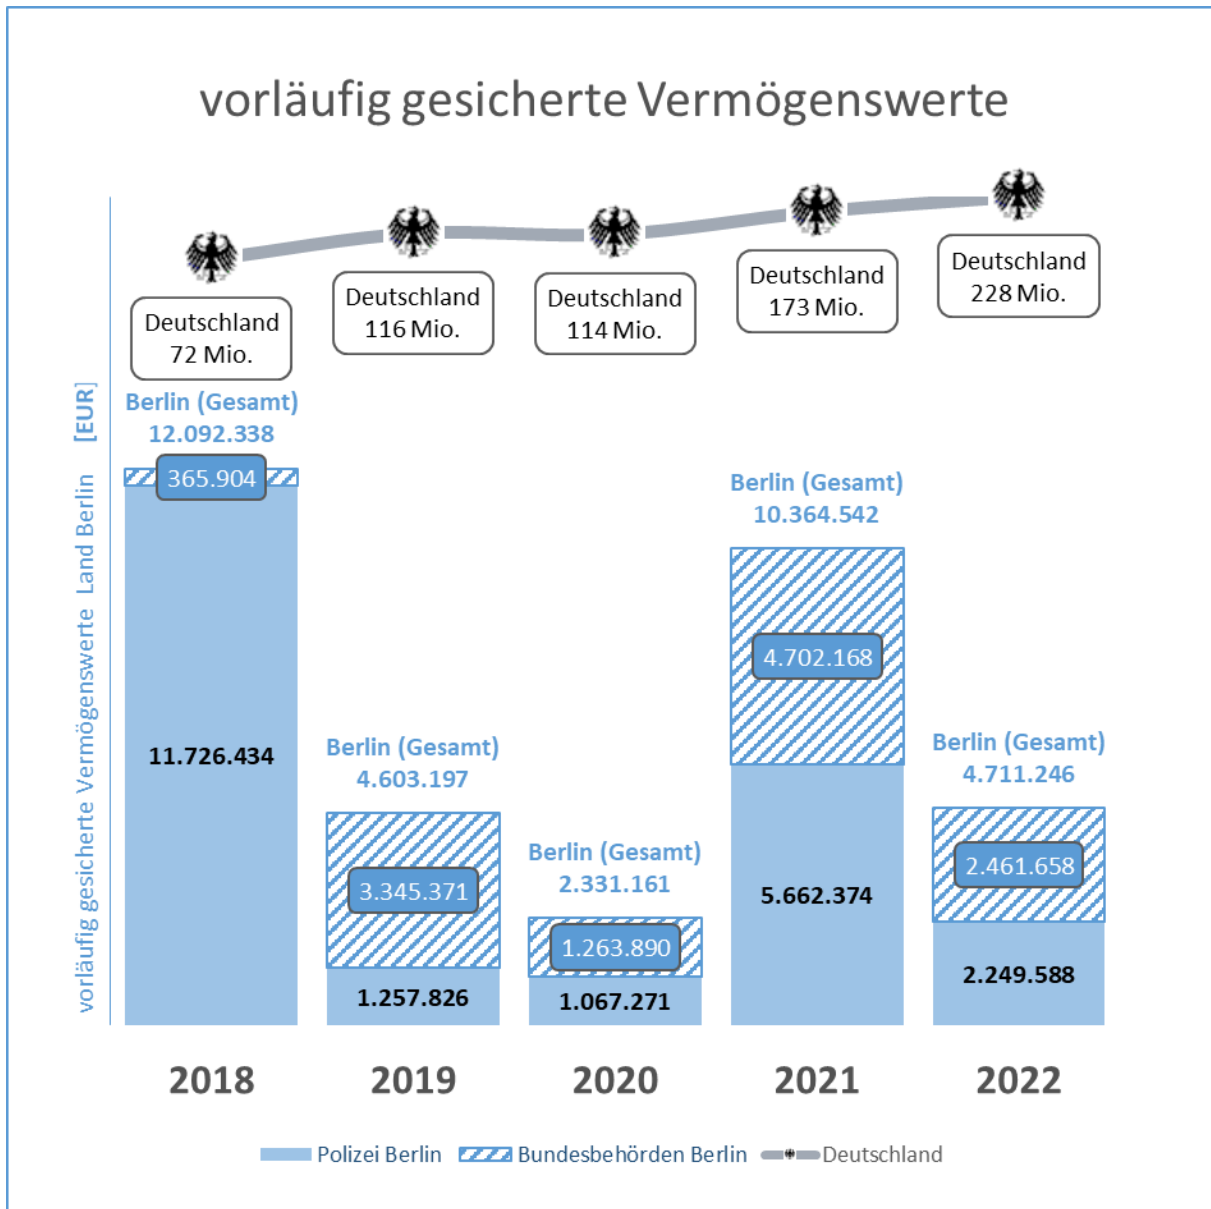 vorläufig gesicherte Vermögenswerte
Deutschland
72 Mio.
Deutschland
116 Mio.
Deutschland
114 Mio.
Deutschland
173 Mio.
Deutschland
228 Mio.
vorläufig gesicherte Vermögenswerte Land Berlin [EUR]
Berlin (Gesamt)
12.092.338
365.904
11.726.434
Berlin (Gesamt)
4.603.197
3.345.371
1.257.826
Berlin (Gesamt)
2.331.161
1.263.890
1.067.271
Berlin (Gesamt)
10.364.542
4.702.168
5.662.374
Berlin (Gesamt)
4.711.246
2.461.658
2.249.588
2018 2019 2020 2021 2022
Polizei Berlin Bundesbehörden Berlin Deutschland